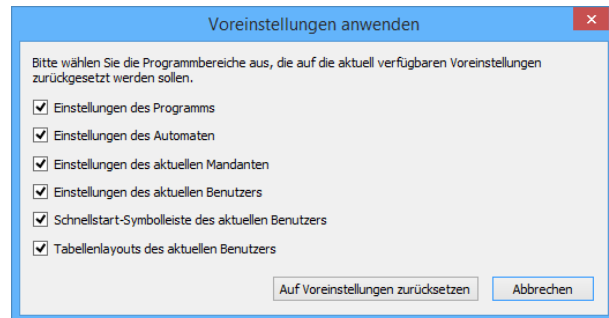 Voreinstellungen anwenden
Bitte wählen Sie die Programmbereiche aus, die auf die aktuell verfügbaren Voreinstellungen
zurückgesetzt werden sollen.
Einstellungen des Programms
Einstellungen des Automaten
Einstellungen des aktuellen Mandanten
Einstellungen des aktuellen Benutzers
Schnellstart-Symbolleiste des aktuellen Benutzers
Tabellenlayouts des aktuellen Benutzers
Auf Voreinstellungen zurücksetzen Abbrechen